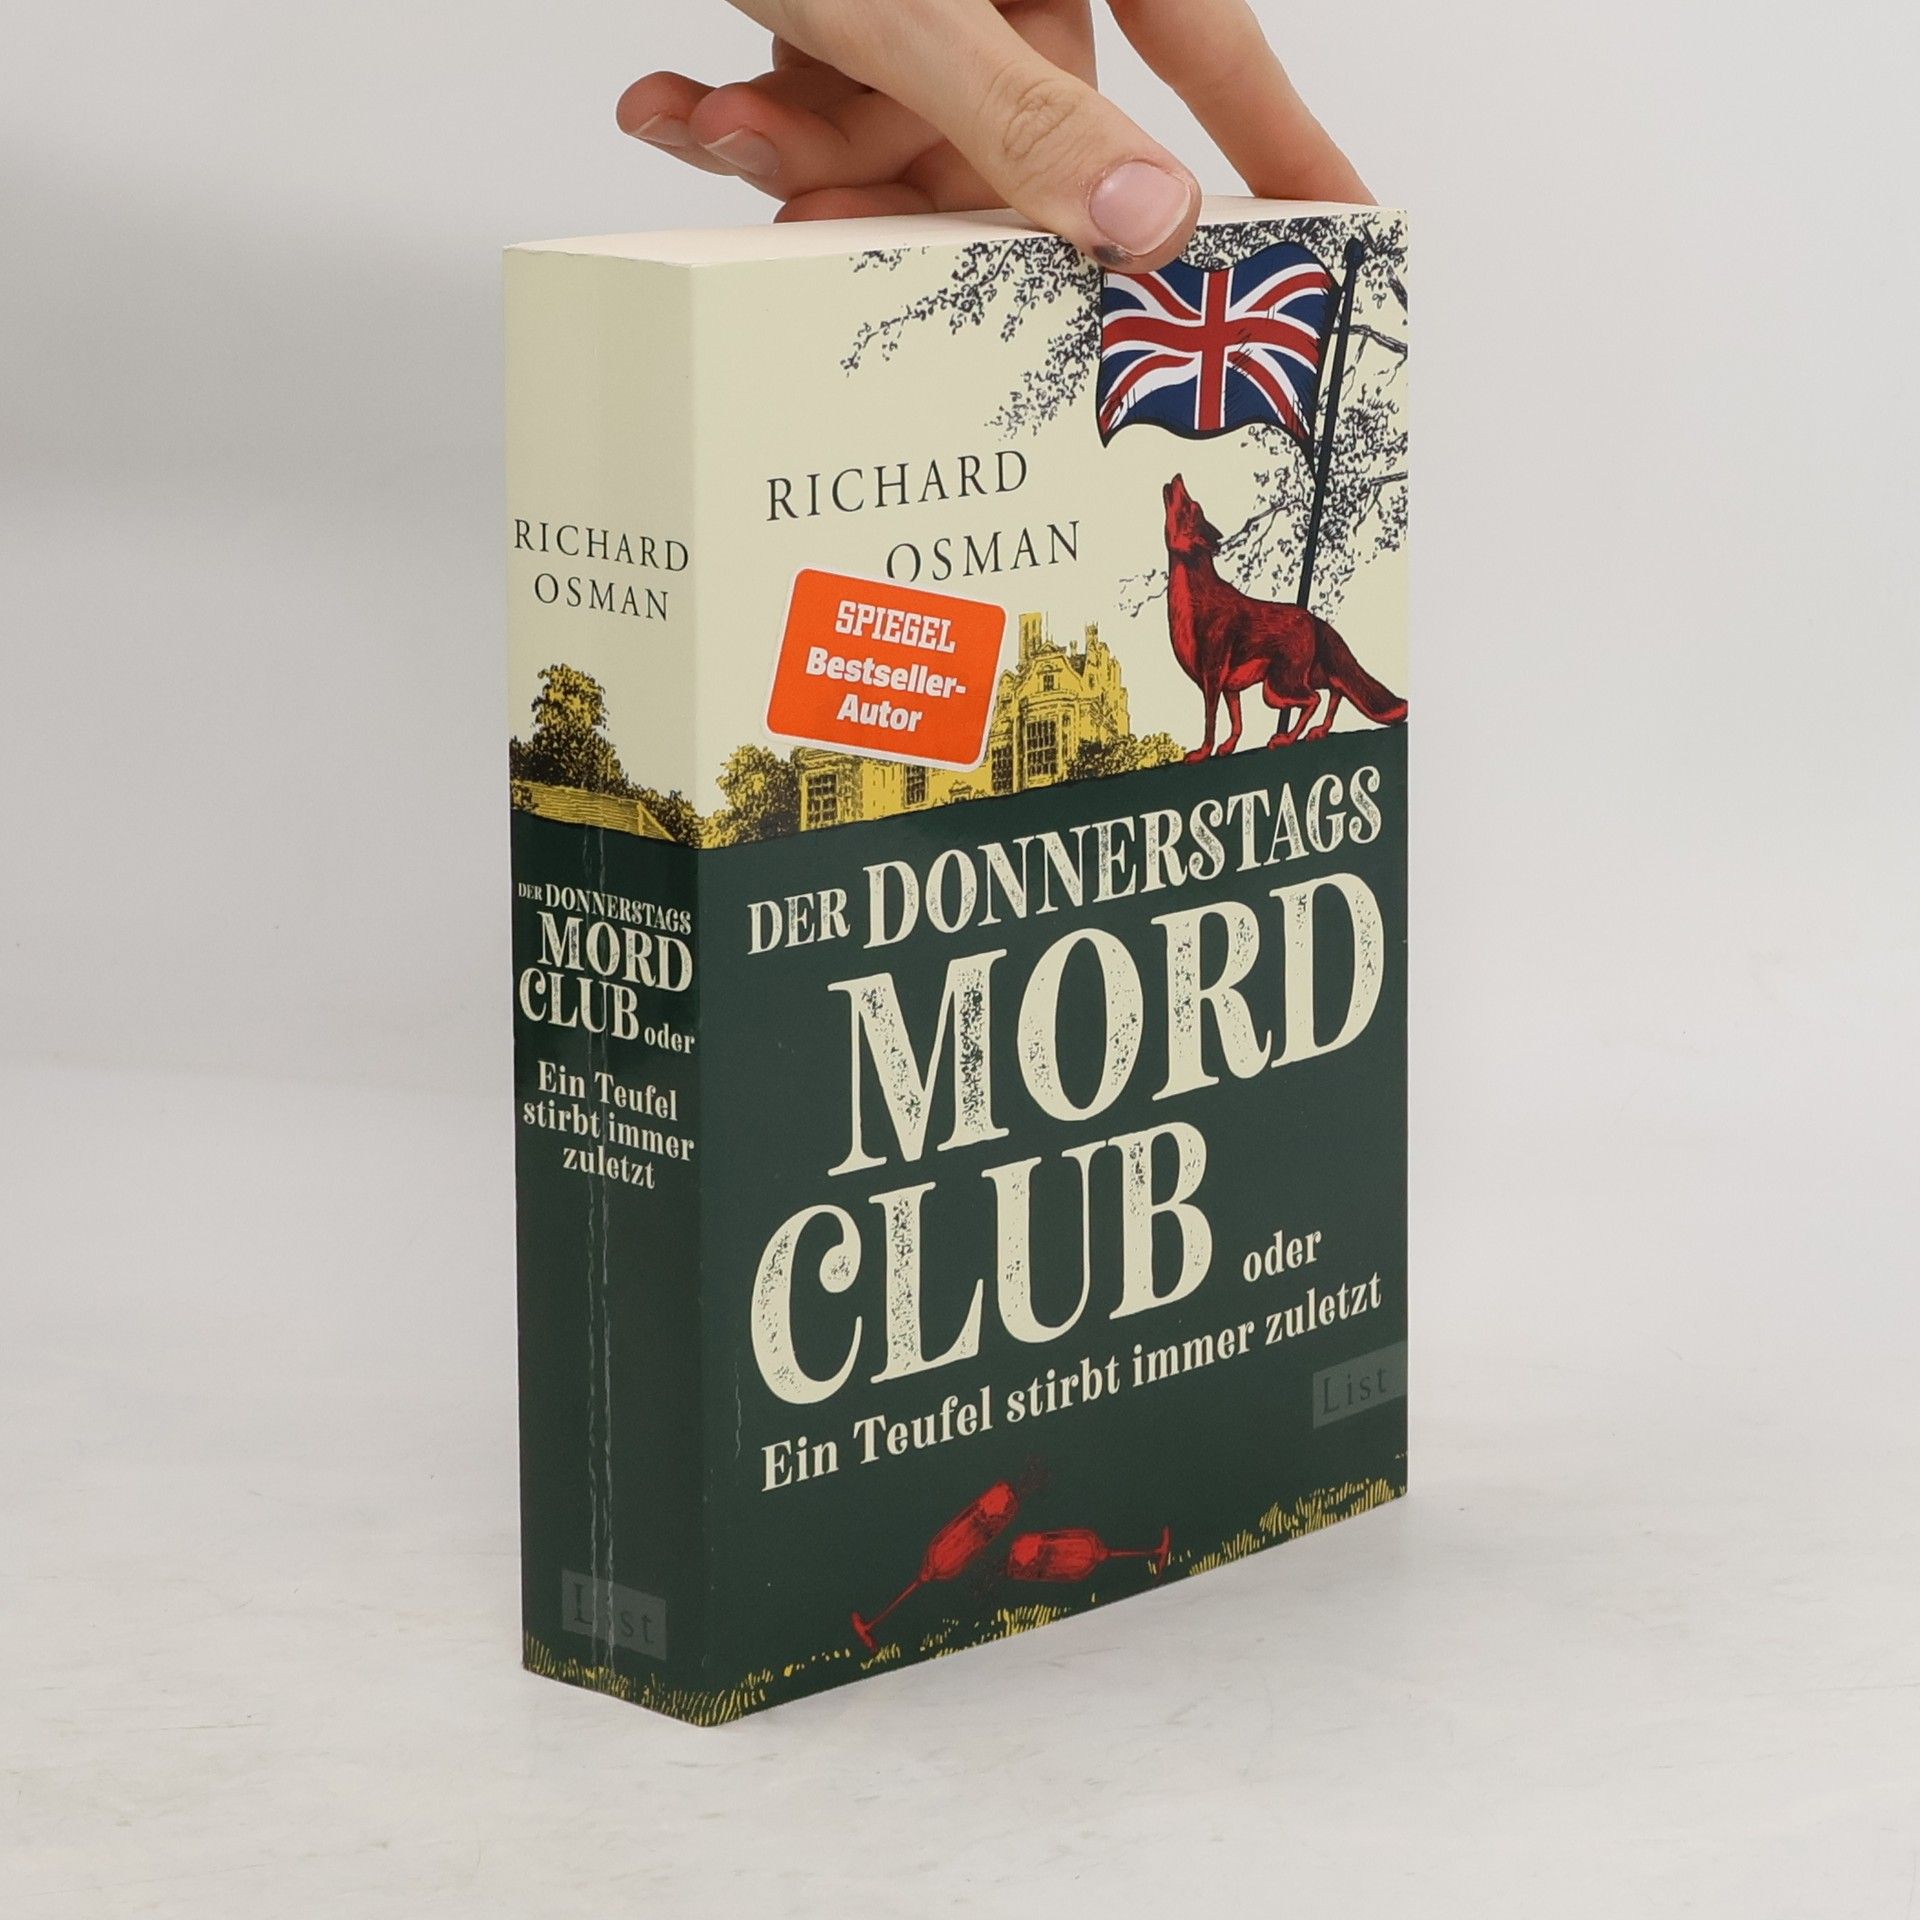 RICHARD
OSMAN
DER DONNERSTAGS
MORD
CLUB oder
Ein Teufel
stirbt immer
zuletzt
List
RICHARD
OSMAN
SPIEGEL
Bestseller-
Autor
DER DONNERSTAGS
MORD
CLUB oder
Ein Teufel stirbt immer zuletzt
List